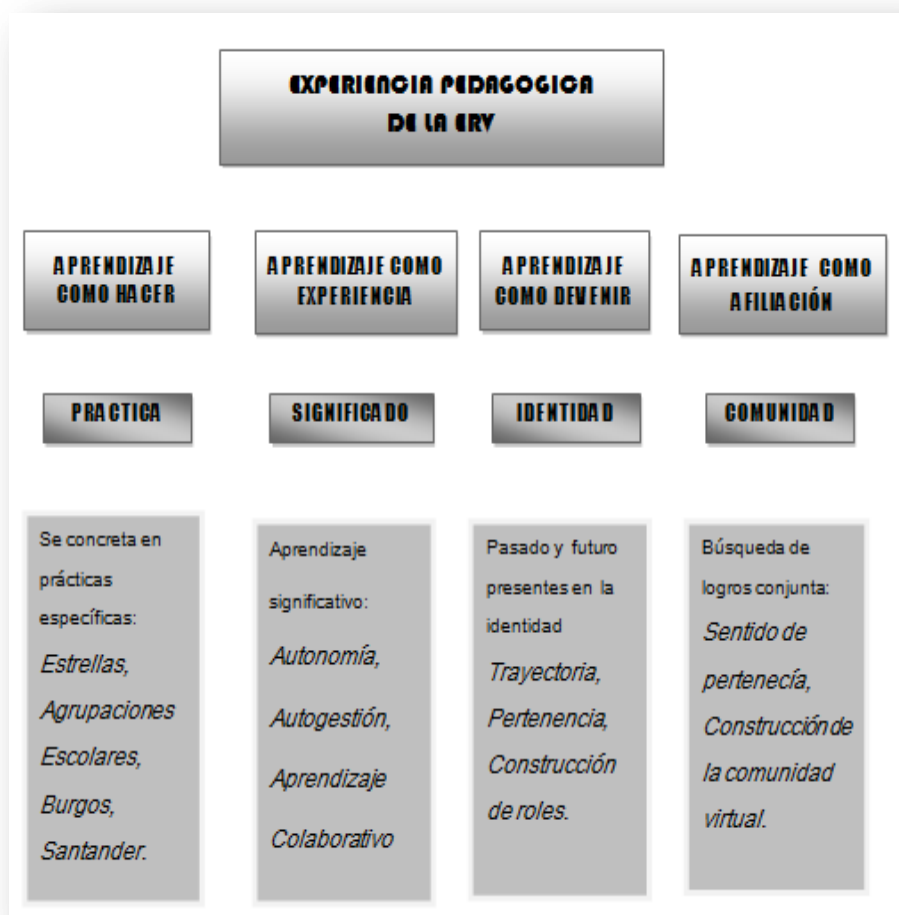 EXPERIENCIA PEDAGOGICA
DE LA ERV
APRENDIZAJE
COMO HACER
APRENDIZAJE COMO
EXPERIENCIA
APRENDIZAJE
COMO DEVENIR
APRENDIZAJE COMO
AFILIACIÓN
PRACTICA
SIGNIFICADO
IDENTIDAD
COMUNIDAD
Se concreta en
prácticas
específicas:
Estrellas,
Agrupaciones
Escolares,
Burgos,
Santander.
Aprendizaje
significativo:
Autonomía,
Autogestión,
Aprendizaje
Colaborativo
Pasado y futuro
presentes en la
identidad
Trayectoria,
Pertenencia,
Construcción
de roles.
Búsqueda de
logros conjunta:
Sentido de
pertenecía,
Construcción de
la comunidad
virtual.